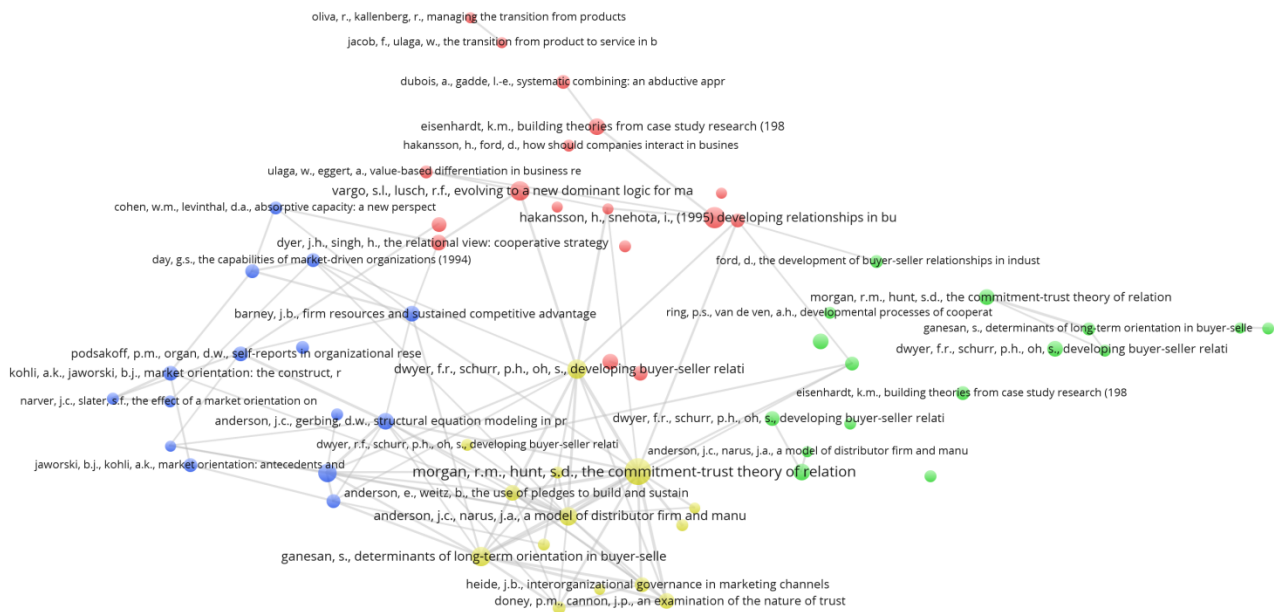 oliva, r., kallenberg, r., managing the transition from products
jacob, f., ulaga, w., the transition from product to service in b
dubois, a., gadde, l.-e., systematic combining: an abductive appr
eisenhardt, k.m., building theories from case study research (198
hakansson, h., ford, d., how should companies interact in busines
ulaga, w., eggert, a., value-based differentiation in business re
vargo, s.l., lusch, r.f., evolving to a new dominant logic for ma
cohen, w.m., levinthal, d.a., absorptive capacity: a new perspect
hakansson, h., snehota, i., (1995) developing relationships in bu
dyer, j.h., singh, h., the relational view: cooperative strategy
day, g.s., the capabilities of market-driven organizations (1994)
ford, d., the development of buyer-seller relationships in indust
morgan, r.m., hunt, s.d., the commitment-trust theory of relation
barney, j.b., firm resources and sustained competitive advantage
ring, p.s., van de ven, a.h., developmental processes of cooperat
ganesan, s., determinants of long-term orientation in buyer-selle
dwyer, f.r., schurr, p.h., oh, s., developing buyer-seller relati
podsakoff, p.m., organ, d.w., self-reports in organizational rese
dwyer, f.r., schurr, p.h., oh, s., developing buyer-seller relati
kohli, a.k., jaworski, b.j., market orientation: the construct, r
eisenhardt, k.m., building theories from case study research (198
narver, j.c., slater, s.f., the effect of a market orientation on
anderson, j.c., gerbing, d.w., structural equation modeling in pr
dwyer, f.r., schurr, p.h., oh, s., developing buyer-seller relati
dwyer, r.f., schurr, p.h., oh, s., developing buyer-seller relati
anderson, j.c., narus, j.a., a model of distributor firm and manu
jaworski, b.j., kohli, a.k., market orientation: antecedents and
morgan, r.m., hunt, s.d., the commitment-trust theory of relation
anderson, e., weitz, b., the use of pledges to build and sustain
anderson, j.c., narus, j.a., a model of distributor firm and manu
ganesan, s., determinants of long-term orientation in buyer-selle
heide, j.b., interorganizational governance in marketing channels
doney, p.m., cannon, j.p., an examination of the nature of trust